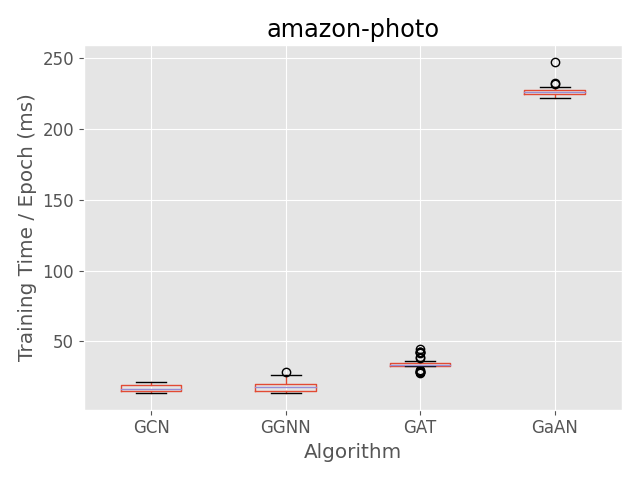 amazon-photo
Training Time / Epoch (ms)
250
200
150
100
50
GCN
GGNN
GAT
GaAN
Algorithm